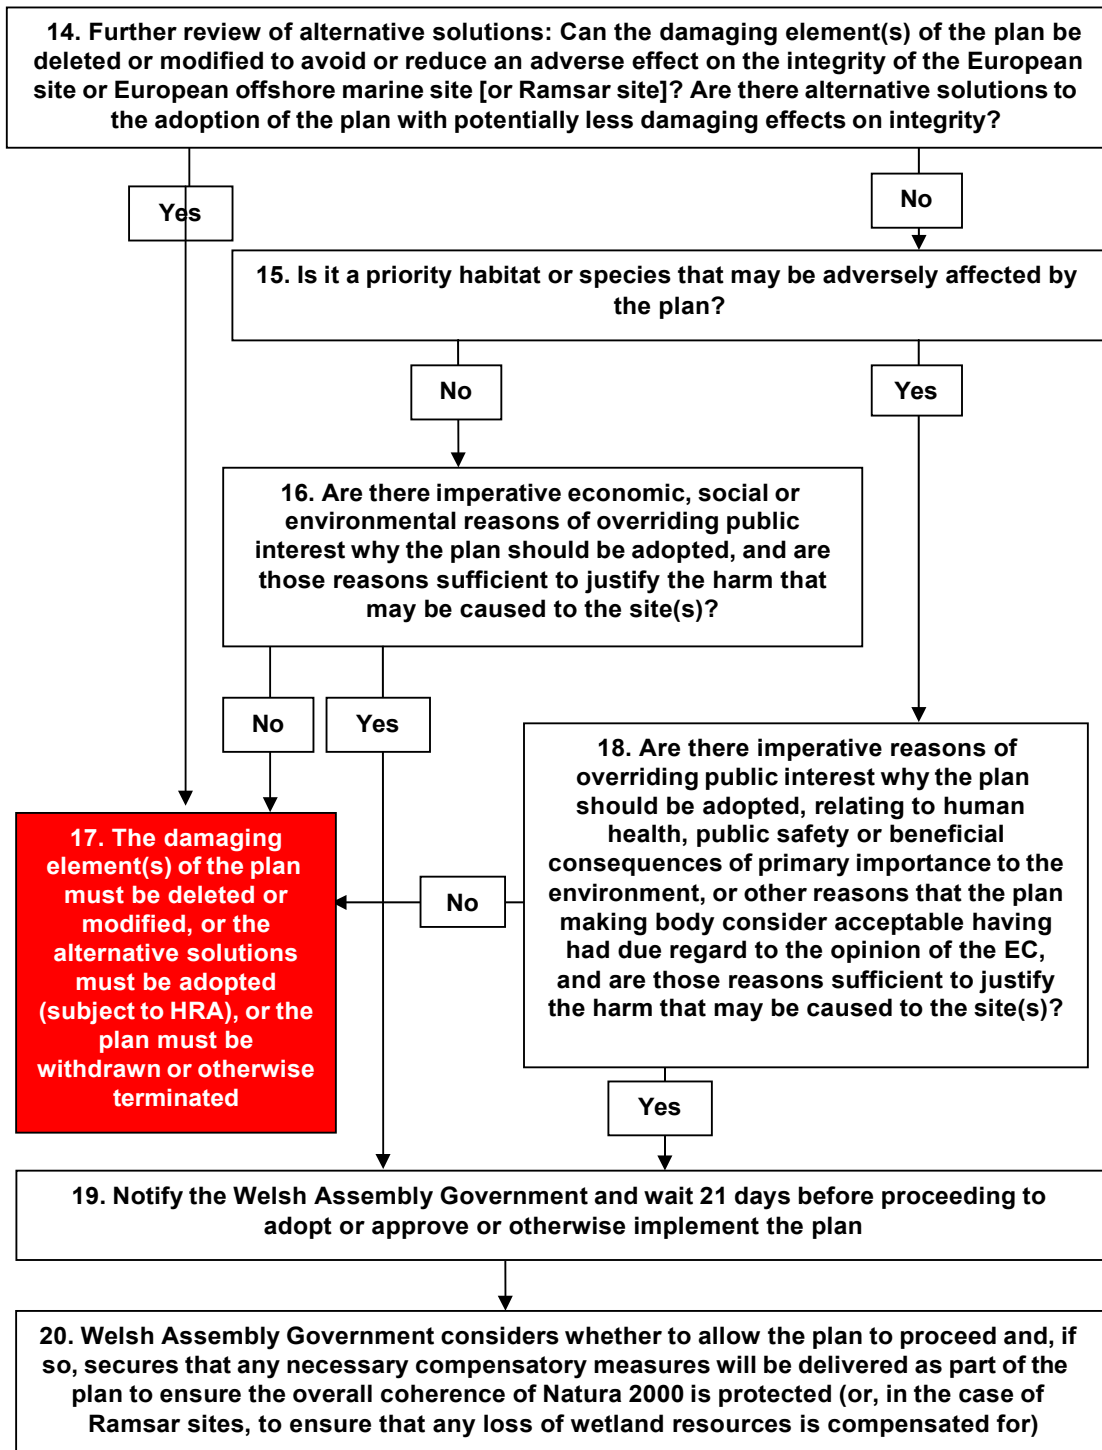 14. Further review of alternative solutions: Can the damaging element(s) of the plan be
deleted or modified to avoid or reduce an adverse effect on the integrity of the European
site or European offshore marine site [or Ramsar site]? Are there alternative solutions to
the adoption of the plan with potentially less damaging effects on integrity?
Yes
No
15. Is it a priority habitat or species that may be adversely affected by
the plan?
No
Yes
16. Are there imperative economic, social or
environmental reasons of overriding public
interest why the plan should be adopted, and are
those reasons sufficient to justify the harm that
may be caused to the site(s)?
No
Yes
18. Are there imperative reasons of
overriding public interest why the plan
should be adopted, relating to human
health, public safety or beneficial
consequences of primary importance to the
environment, or other reasons that the plan
making body consider acceptable having
had due regard to the opinion of the EC,
and are those reasons sufficient to justify
the harm that may be caused to the site(s)?
No
17. The damaging
element(s) of the plan
must be deleted or
modified, or the
alternative solutions
must be adopted
(subject to HRA), or the
plan must be
withdrawn or otherwise
terminated
Yes
19. Notify the Welsh Assembly Government and wait 21 days before proceeding to
adopt or approve or otherwise implement the plan
20. Welsh Assembly Government considers whether to allow the plan to proceed and, if
so, secures that any necessary compensatory measures will be delivered as part of the
plan to ensure the overall coherence of Natura 2000 is protected (or, in the case of
Ramsar sites, to ensure that any loss of wetland resources is compensated for)